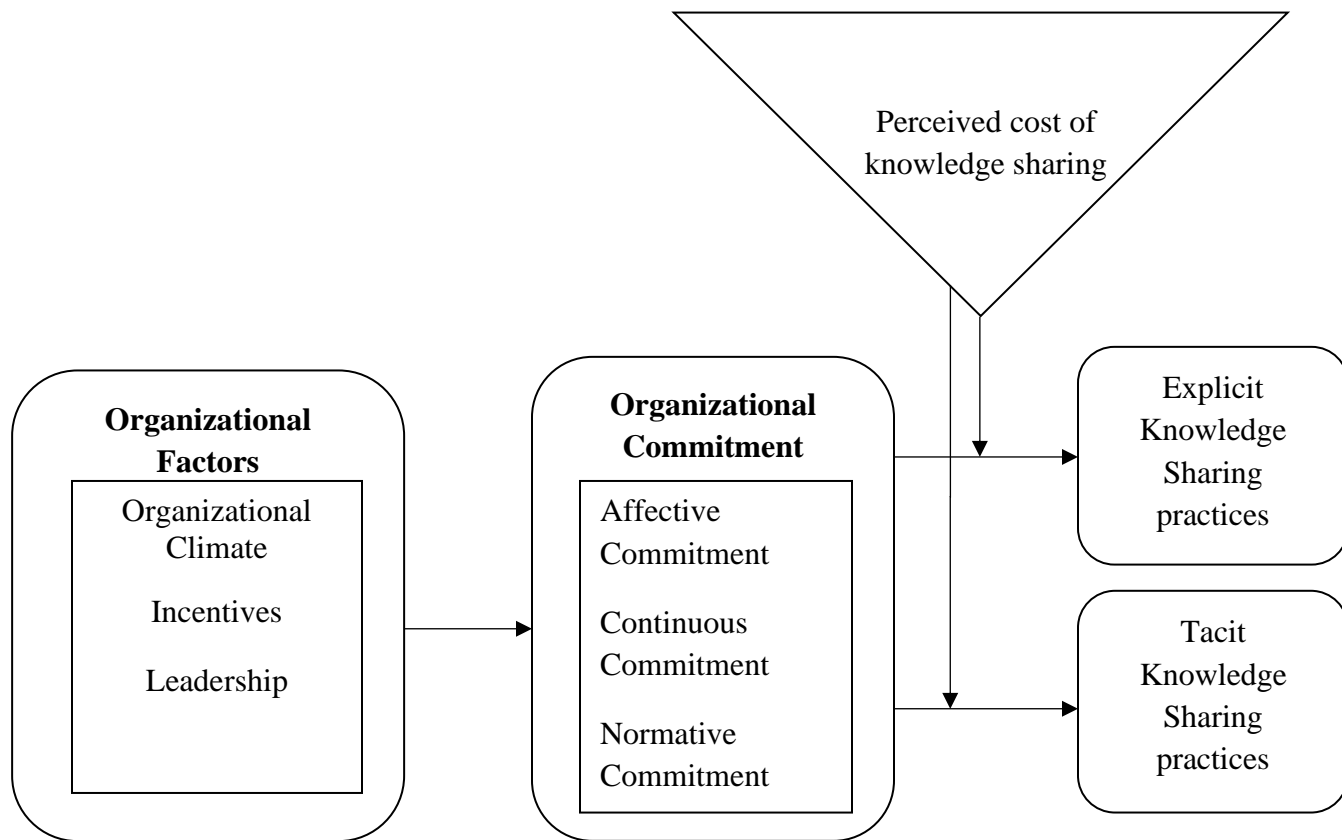 Perceived cost of
knowledge sharing
Organizational
Factors
Organizational
Climate
Incentives
Leadership
Organizational
Commitment
Affective
Commitment
Continuous
Commitment
Normative
Commitment
Explicit
Knowledge
Sharing
practices
Tacit
Knowledge
Sharing
practices